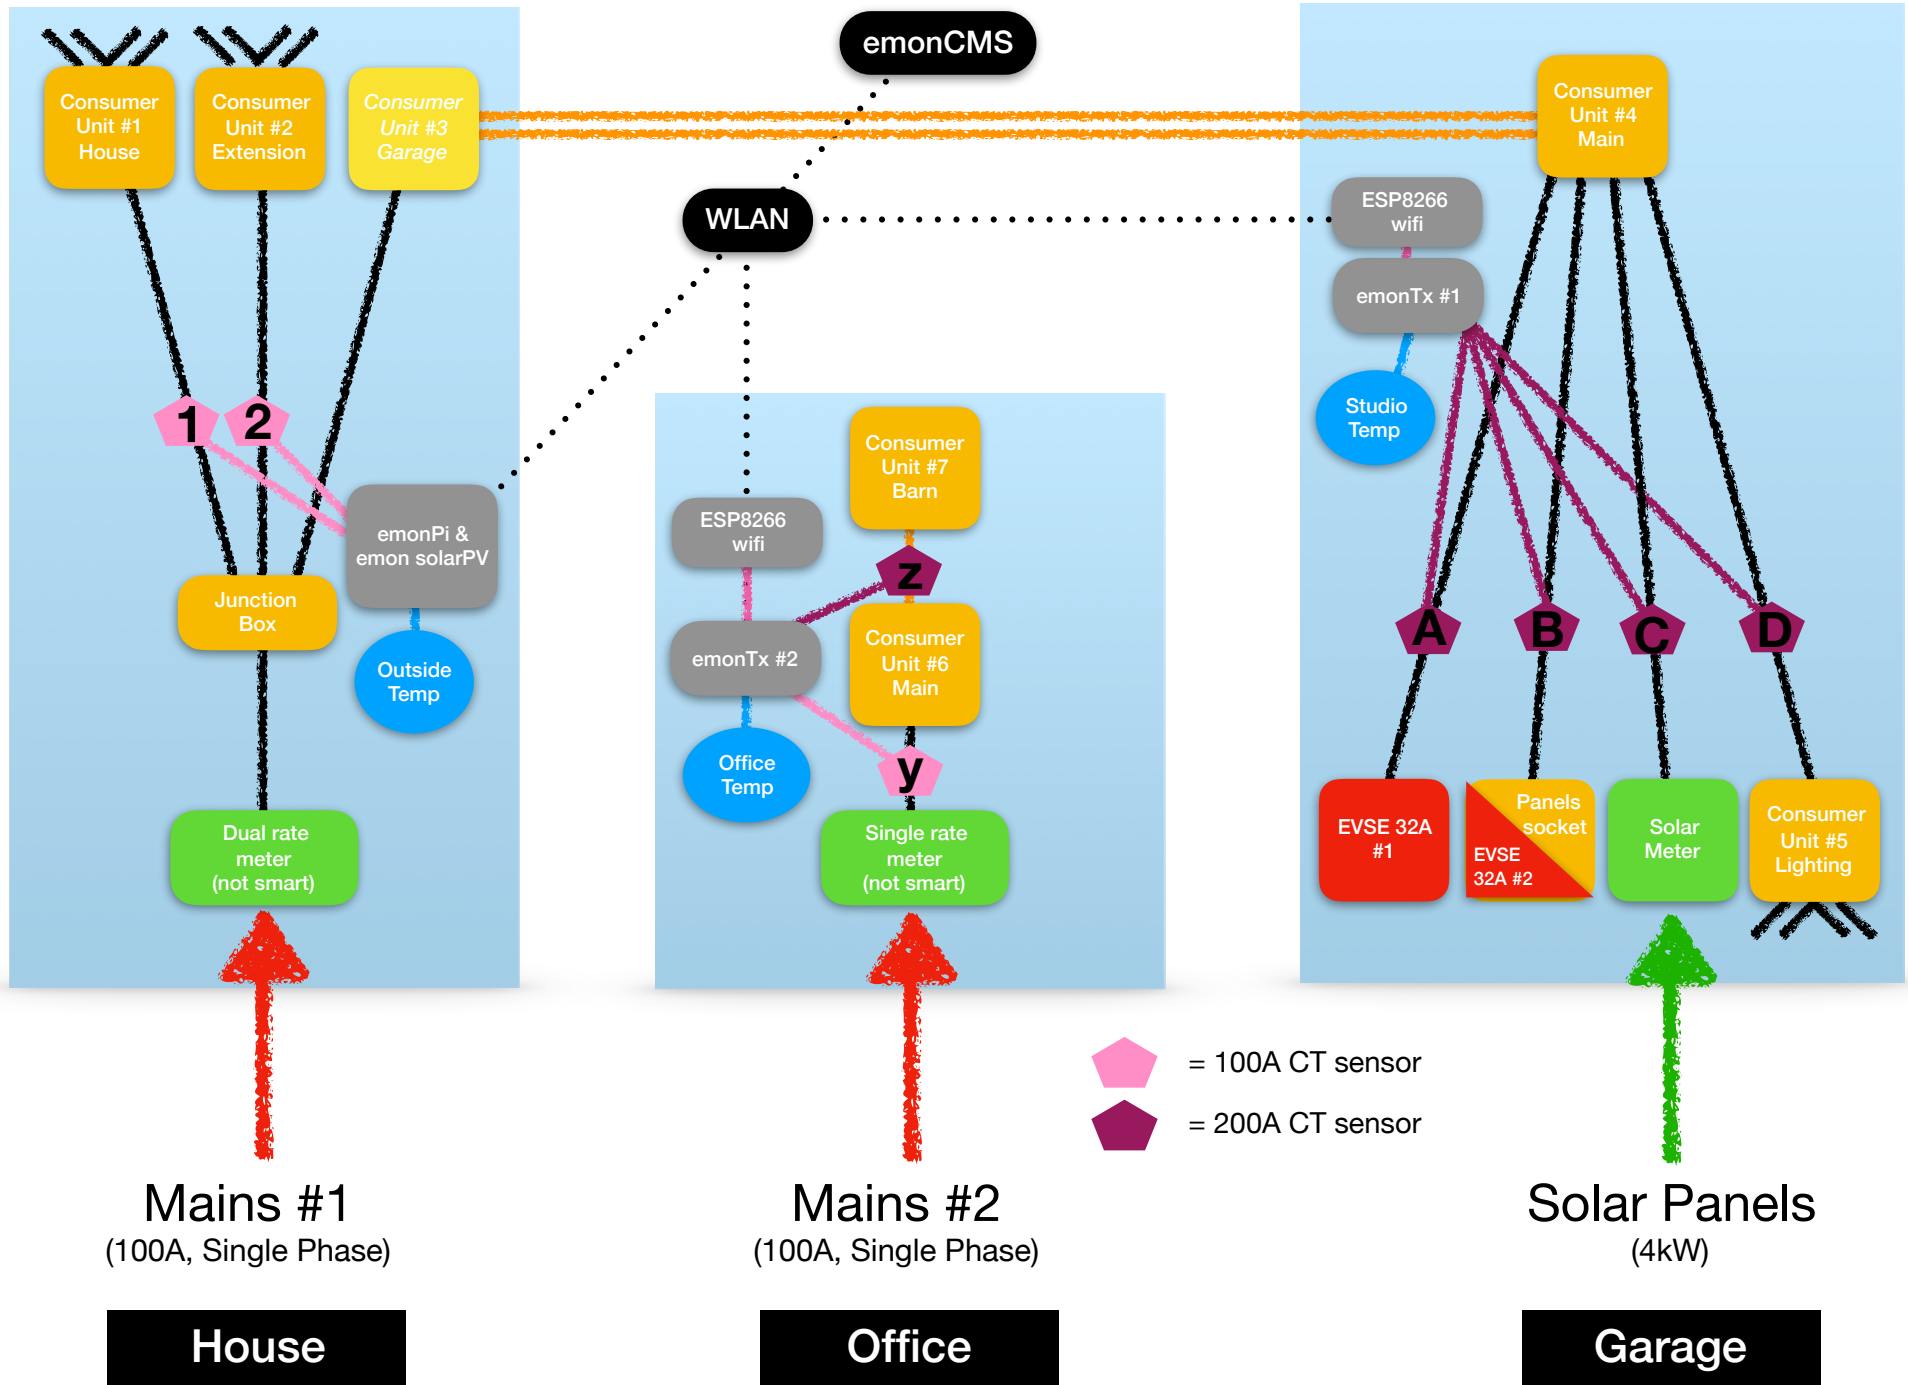 emonCMS
Consumer
Unit #1
House
Consumer
Unit #2
Extension
Consumer
Unit #3
Garage
Consumer
Unit #4
Main
WLAN
ESP8266
wifi
emonTx #1
Studio
Temp
1
2
emonPi &
emon solarPV
Junction
Box
Outside
Temp
Dual rate
meter
(not smart)
Consumer
Unit #7
Barn
ESP8266
wifi
z
emonTx #2
Consumer
Unit #6
Main
Office
Temp
y
Single rate
meter
(not smart)
A
B
C
D
EVSE 32A
#1
Panels
socket
EVSE
32A #2
Solar
Meter
Consumer
Unit #5
Lighting
= 100A CT sensor
= 200A CT sensor
Mains #1
(100A, Single Phase)
Mains #2
(100A, Single Phase)
Solar Panels
(4kW)
House
Office
Garage